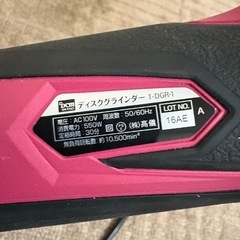 DCM ディスクグラインダー T-DGR-1
電圧：AC100V 周波数：50/60Hz
消費電力：550W
定格時間：30分 髙儀
無負荷回転数：約10,500min⁻¹
LOT NO.
16AE
A